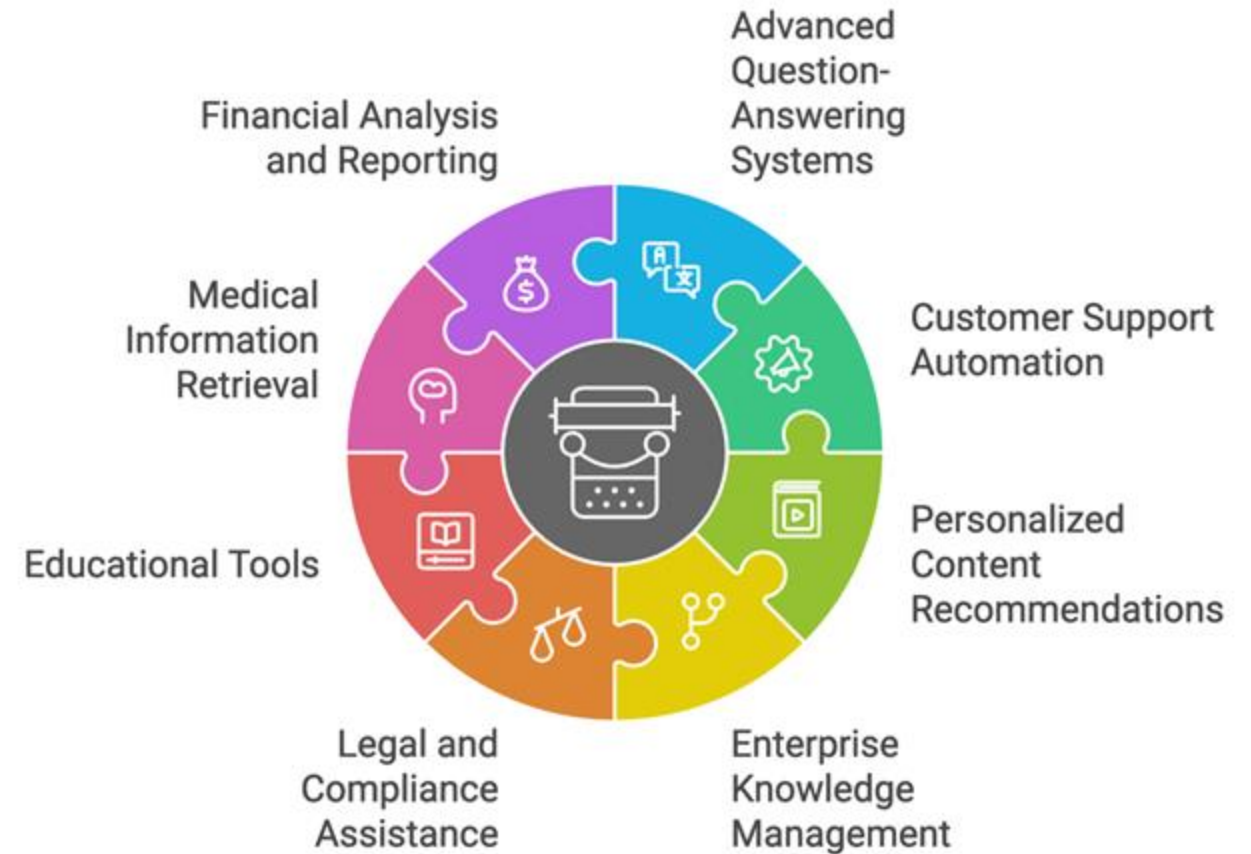 Advanced
Question-
Answering
Systems
Financial Analysis
and Reporting
A
文
$
Medical
Information
Retrieval
Customer Support
Automation
Personalized
Content
Recommendations
Educational Tools
Legal and
Compliance
Assistance
Enterprise
Knowledge
Management